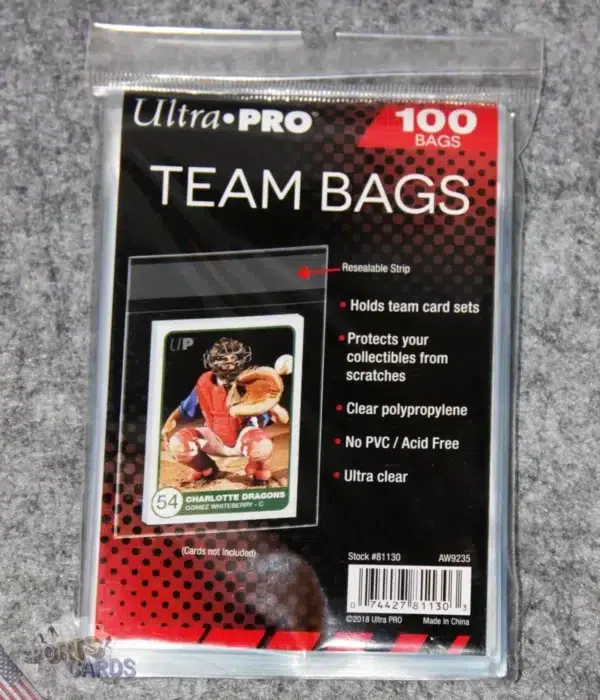 Ultra•PRO
100
BAGS
TEAM BAGS
Resealable Strip
• Holds team card sets
• Protects your
collectibles from
scratches
• Clear polypropylene
• No PVC / Acid Free
• Ultra clear
UP
54
CHARLOTTE DRAGONS
GOMEZ WHITEBERRY - C
(Cards not included)
Stock #81130
AW9235
0 74427 81130 3
©2018 Ultra PRO
Made In China
SPORTS
CARDS